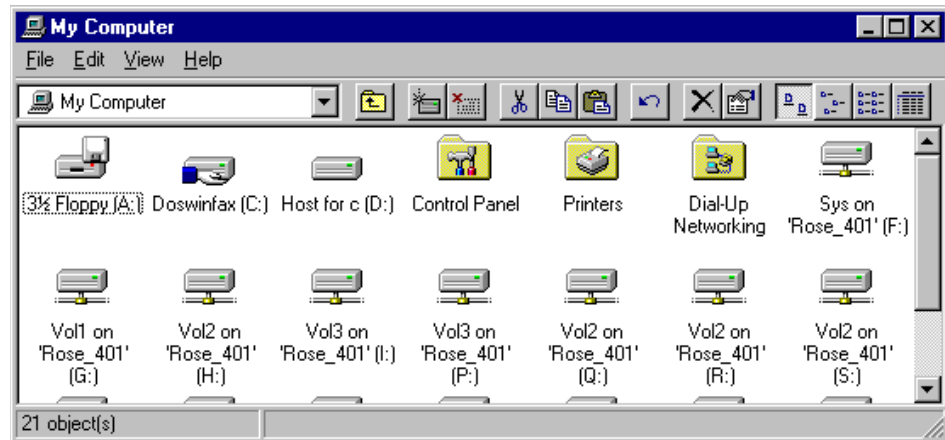 My Computer
File Edit View Help
My Computer
3½ Floppy (A:) Doswinfax (C:) Host for c (D:) Control Panel Printers Dial-Up Networking Sys on 'Rose_401' (F:)
Vol1 on 'Rose_401' (G:) Vol2 on 'Rose_401' (H:) Vol3 on 'Rose_401' (I:) Vol3 on 'Rose_401' (P:) Vol2 on 'Rose_401' (Q:) Vol2 on 'Rose_401' (R:) Vol2 on 'Rose_401' (S:)
21 object(s)